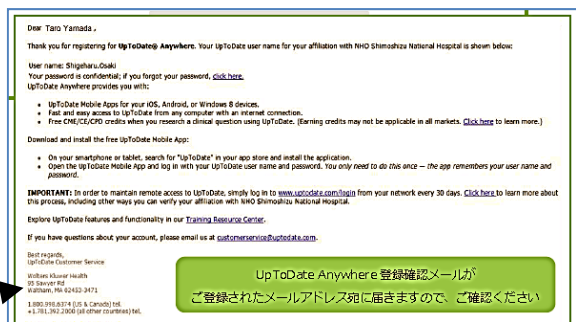 Dear Taro Yamada,
Thank you for registering for UpToDate® Anywhere. Your UpToDate user name for your affiliation with NHO Shimoshizu National Hospital is shown below:
User name: Shigeharu.Osaki
Your password is confidential; if you forgot your password, click here.
UpToDate Anywhere provides you with:
• UpToDate Mobile Apps for your iOS, Android, or Windows 8 devices.
• Fast and easy access to UpToDate from any computer with an internet connection.
• Free CME/CE/CPD credits when you research a clinical question using UpToDate. (Earning credits may not be applicable in all markets. Click here to learn more.)
Download and install the free UpToDate Mobile App:
• On your smartphone or tablet, search for "UpToDate" in your app store and install the application.
• Open the UpToDate Mobile App and log in with your UpToDate user name and password. You only need to do this once — the app remembers your user name and
password.
IMPORTANT: In order to maintain remote access to UpToDate, simply log in to www.uptodate.com/login from your network every 30 days. Click here to learn more about
this process, including other ways you can verify your affiliation with NHO Shimoshizu National Hospital.
Explore UpToDate features and functionality in our Training Resource Center.
If you have questions about your account, please email us at customerservice@uptodate.com.
Best regards,
UpToDate Customer Service
Wolters Kluwer Health
95 Sawyer Rd
Waltham, MA 02453-3471
1.800.998.6374 (US & Canada) tel.
+1.781.392.2000 (all other countries) tel.
UpToDate Anywhere 登録確認メールが
ご登録されたメールアドレス宛に届きますので、ご確認ください